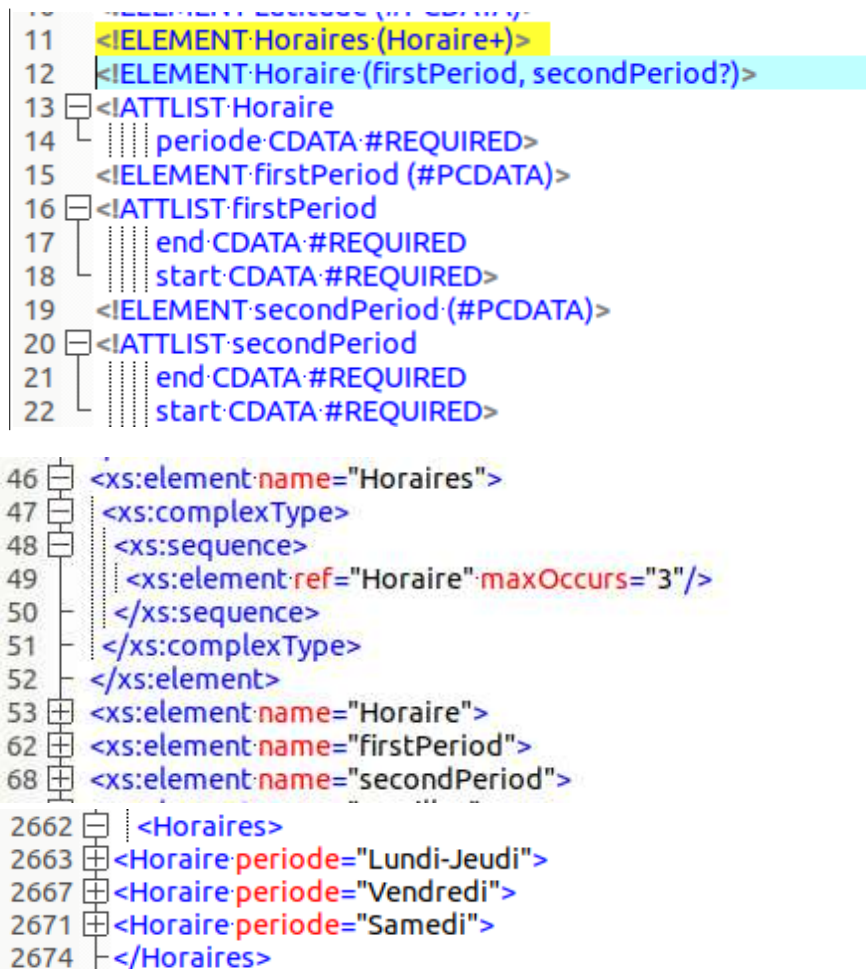 11 <!ELEMENT Horaires (Horaire+)>
12 <!ELEMENT Horaire (firstPeriod, secondPeriod?)>
13 <!ATTLIST Horaire
14 periode CDATA #REQUIRED>
15 <!ELEMENT firstPeriod (#PCDATA)>
16 <!ATTLIST firstPeriod
17 end CDATA #REQUIRED
18 start CDATA #REQUIRED>
19 <!ELEMENT secondPeriod (#PCDATA)>
20 <!ATTLIST secondPeriod
21 end CDATA #REQUIRED
22 start CDATA #REQUIRED>
46 <xs:element name="Horaires">
47 <xs:complexType>
48 <xs:sequence>
49 <xs:element ref="Horaire" maxOccurs="3"/>
50 </xs:sequence>
51 </xs:complexType>
52 </xs:element>
53 <xs:element name="Horaire">
62 <xs:element name="firstPeriod">
68 <xs:element name="secondPeriod">
2662 <Horaires>
2663 <Horaire periode="Lundi-Jeudi">
2667 <Horaire periode="Vendredi">
2671 <Horaire periode="Samedi">
2674 </Horaires>